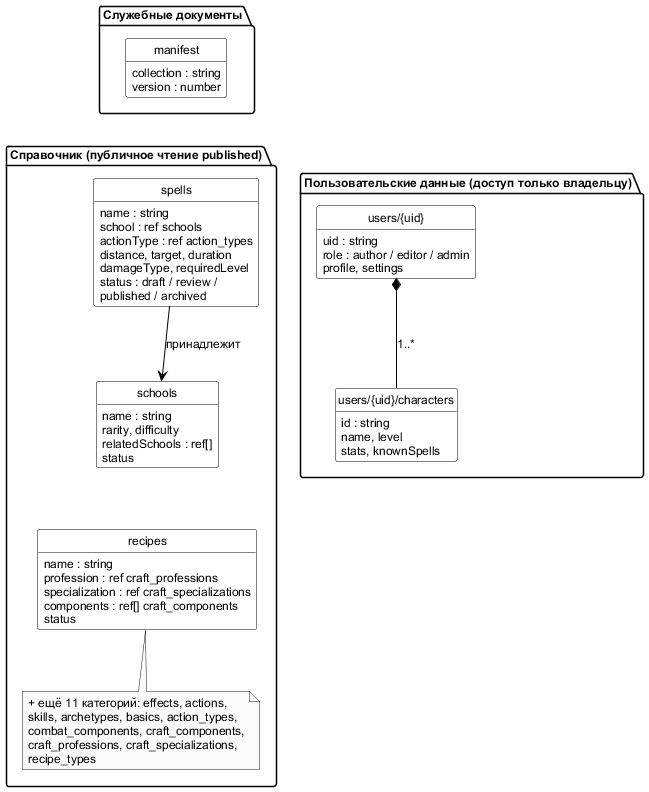 Служебные документы
manifest
collection : string
version : number
Справочник (публичное чтение published)
spells
name : string
school : ref schools
actionType : ref action_types
distance, target, duration
damageType, requiredLevel
status : draft / review /
published / archived
принадлежит
schools
name : string
rarity, difficulty
relatedSchools : ref[]
status
recipes
name : string
profession : ref craft_professions
specialization : ref craft_specializations
components : ref[] craft_components
status
+ ещё 11 категорий: effects, actions,
skills, archetypes, basics, action_types,
combat_components, craft_components,
craft_professions, craft_specializations,
recipe_types
Пользовательские данные (доступ только владельцу)
users/{uid}
uid : string
role : author / editor / admin
profile, settings
1..*
users/{uid}/characters
id : string
name, level
stats, knownSpells